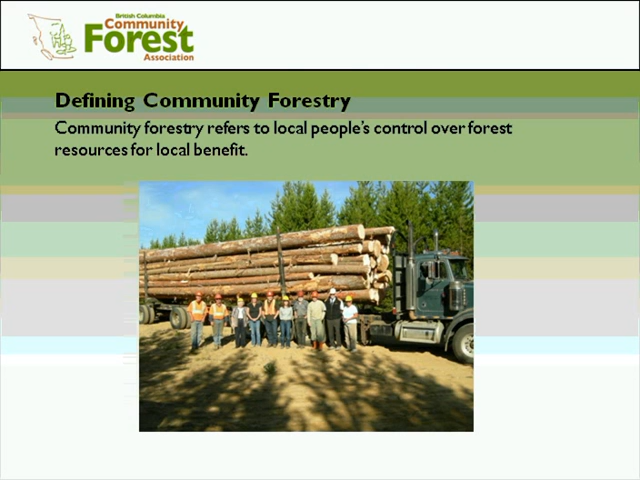 British Columbia
Community
Forest
Association
Defining Community Forestry
Community forestry refers to local people's control over forest
resources for local benefit.